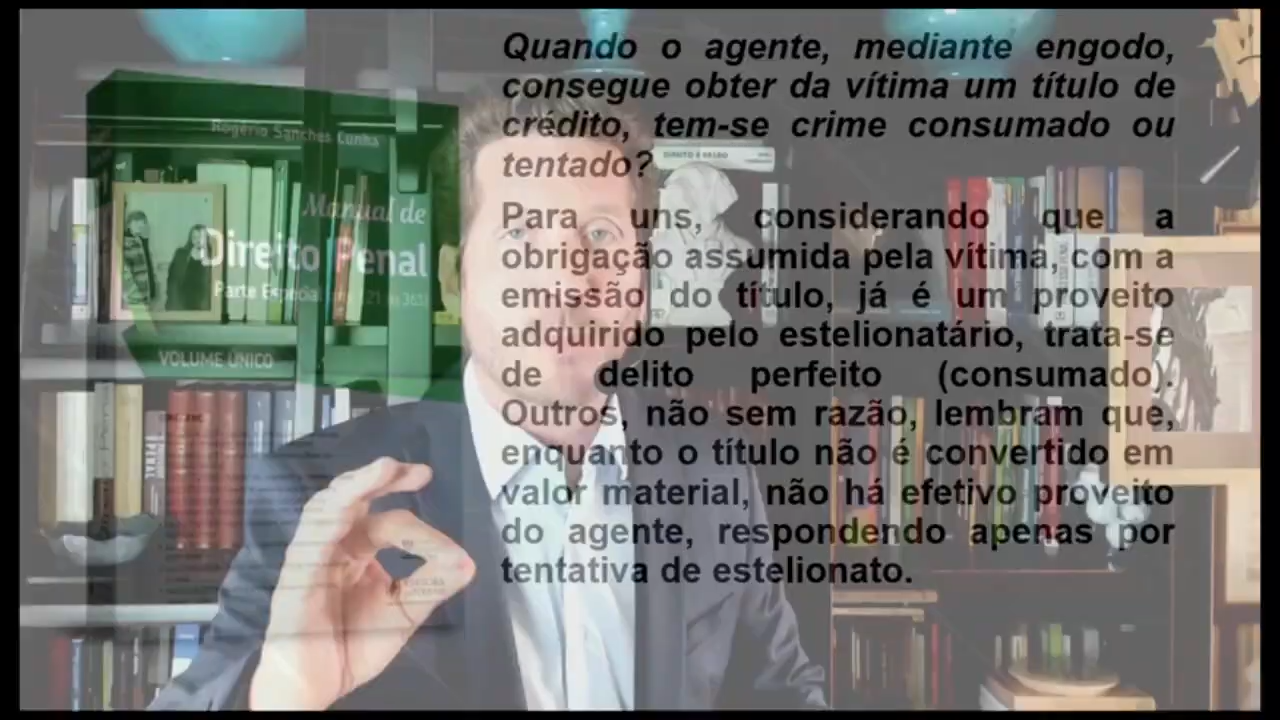 Rogério Sanches Cunha
Manual de
Direito Penal
Parte Especial
VOLUME ÚNICO
Quando o agente, mediante engodo,
consegue obter da vítima um título de
crédito, tem-se crime consumado ou
tentado?
Para uns, considerando que a
obrigação assumida pela vítima, com a
emissão do título, já é um proveito
adquirido pelo estelionatário, trata-se
de delito perfeito (consumado).
Outros, não sem razão, lembram que,
enquanto o título não é convertido em
valor material, não há efetivo proveito
do agente, respondendo apenas por
tentativa de estelionato.